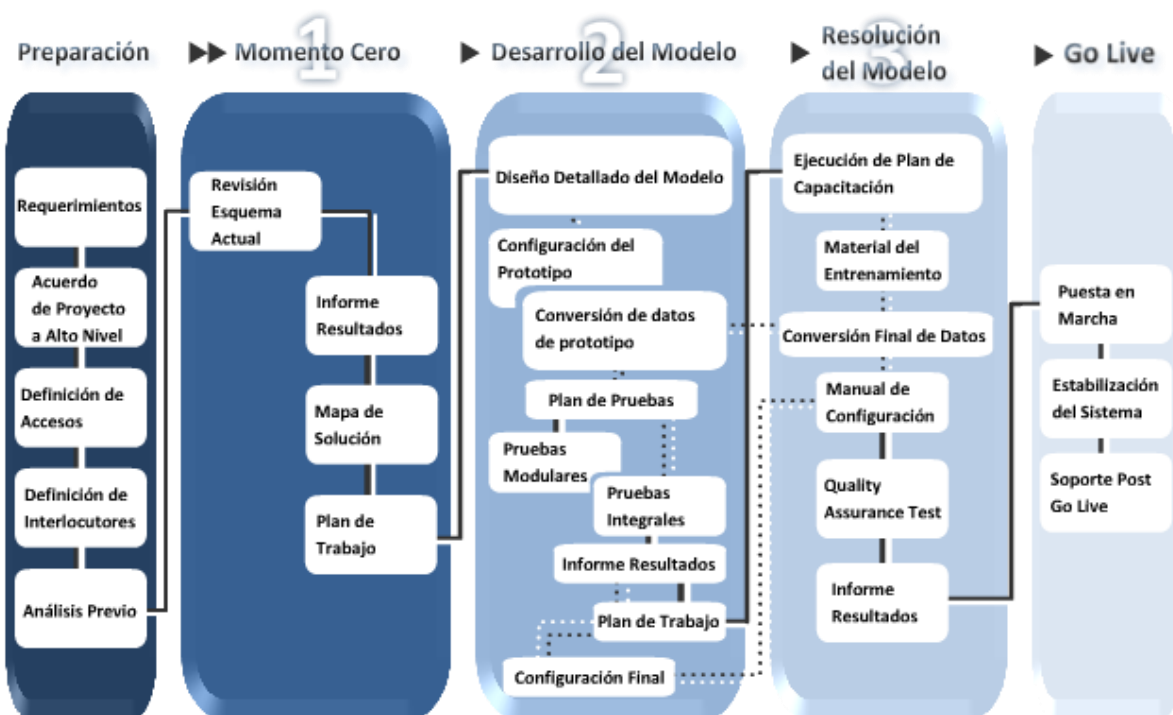 Preparación
1
Momento Cero
2
Desarrollo del Modelo
3
Resolución
del Modelo
Go Live
Requerimientos
Acuerdo
de Proyecto
a Alto Nivel
Definición de
Accesos
Definición de
Interlocutores
Análisis Previo
Revisión
Esquema
Actual
Informe
Resultados
Mapa de
Solución
Plan de
Trabajo
Diseño Detallado del Modelo
Configuración del
Prototipo
Conversión de datos
de prototipo
Plan de Pruebas
Pruebas
Modulares
Pruebas
Integrales
Informe Resultados
Plan de Trabajo
Configuración Final
Ejecución de Plan de
Capacitación
Material del
Entrenamiento
Conversión Final de Datos
Manual de
Configuración
Quality
Assurance Test
Informe
Resultados
Puesta en
Marcha
Estabilización
del Sistema
Soporte Post
Go Live